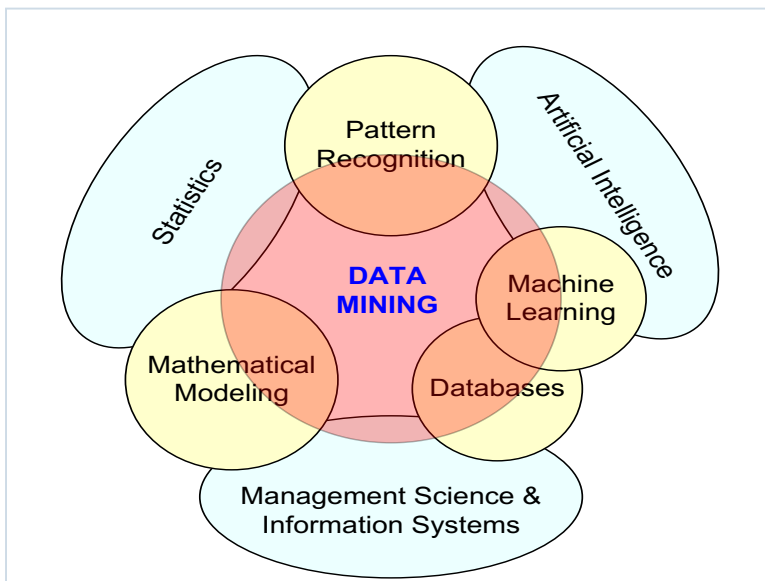 Pattern
Recognition
Artificial Intelligence
Statistics
DATA
MINING
Machine
Learning
Mathematical
Modeling
Databases
Management Science &
Information Systems